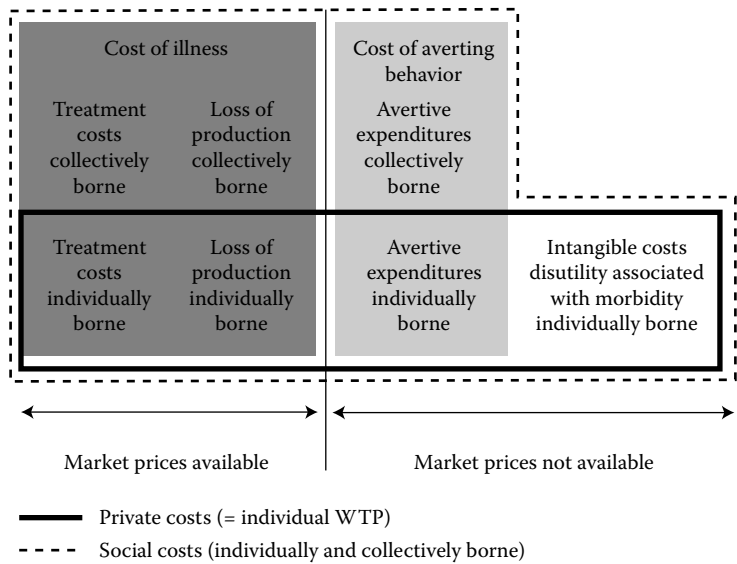 Cost of illness
Cost of averting
behavior
Treatment
costs
collectively
borne
Loss of
production
collectively
borne
Avertive
expenditures
collectively
borne
Treatment
costs
individually
borne
Loss of
production
individually
borne
Avertive
expenditures
individually
borne
Intangible costs
disutility associated
with morbidity
individually borne
Market prices available
Market prices not available
Private costs (= individual WTP)
Social costs (individually and collectively borne)